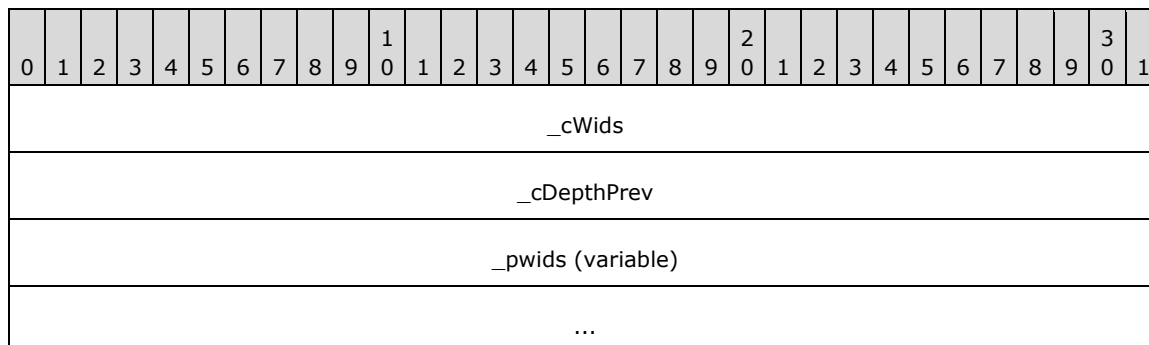 1 2 3
0 1 2 3 4 5 6 7 8 9 0 1 2 3 4 5 6 7 8 9 0 1 2 3 4 5 6 7 8 9 0 1
_cWids
_cDepthPrev
_pwids (variable)
...